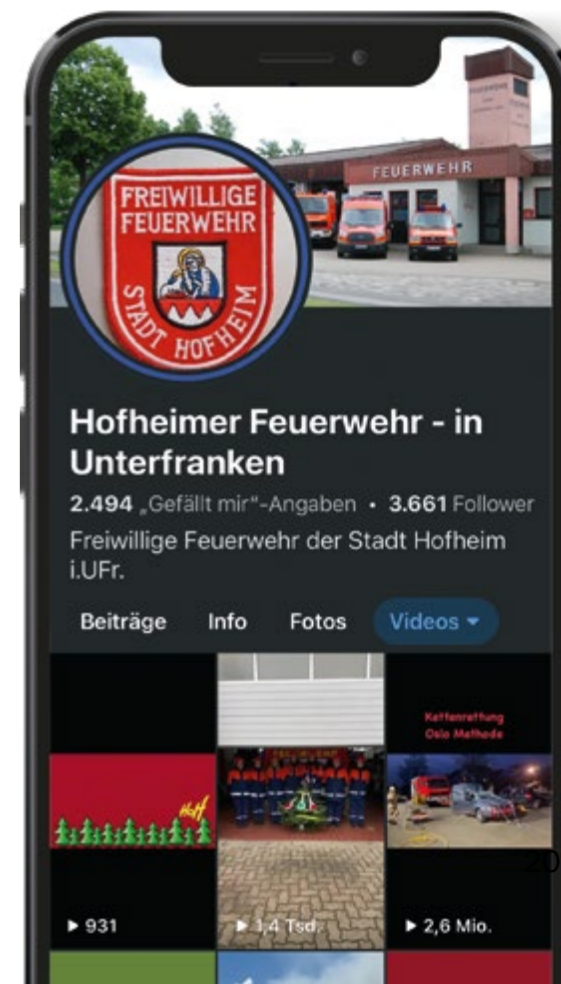 FEUERWEHR
FREIWILLIGE
FEUERWEHR
STADT HOFHEIM
Hofheimer Feuerwehr - in
Unterfranken
2.494 „Gefällt mir“-Angaben • 3.661 Follower
Freiwillige Feuerwehr der Stadt Hofheim
i.UFr.
Beiträge Info Fotos Videos
Kettenrettung
Oslo Methode
Hoff
20
931 1,4 Tsd. 2,6 Mio.